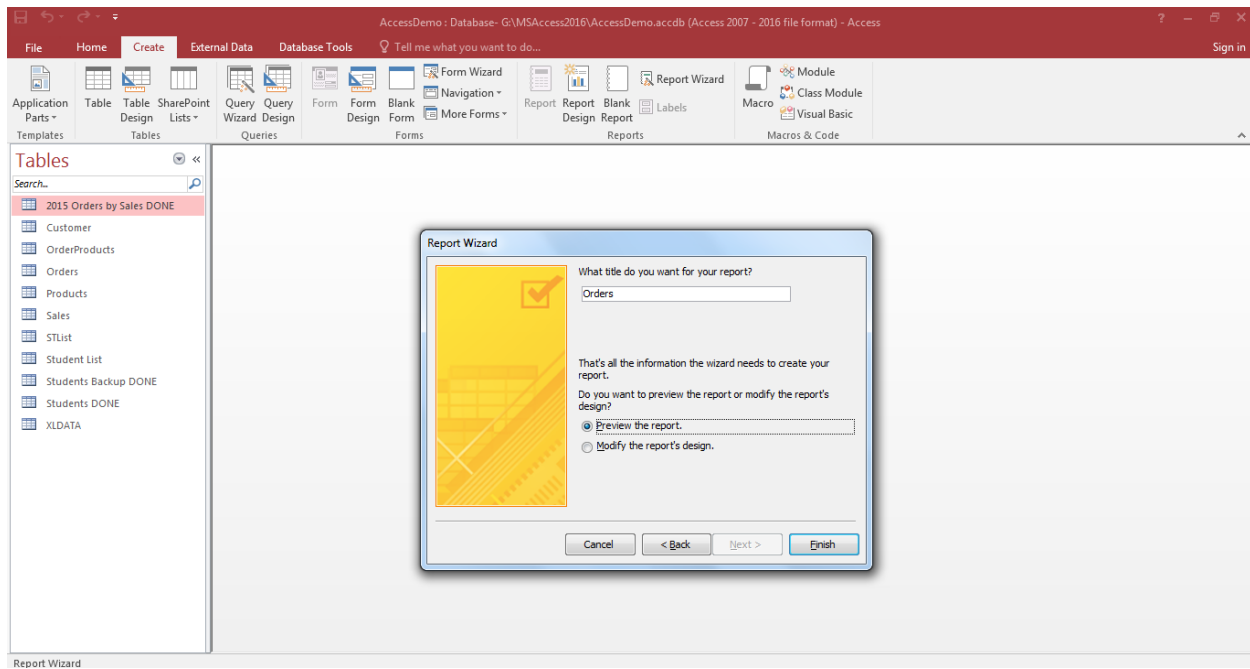 AccessDemo : Database- G:\MSAccess2016\AccessDemo.accdb (Access 2007 - 2016 file format) - Access
File Home Create External Data Database Tools Tell me what you want to do... Sign in
Application Parts
Table
Table Design
SharePoint Lists
Query Wizard
Query Design
Form
Form Design
Blank Form
Form Wizard
Navigation
More Forms
Report
Report Design
Blank Report
Report Wizard
Labels
Macro
Module
Class Module
Visual Basic
Templates Tables Queries Forms Reports Macros & Code
Tables
Search...
2015 Orders by Sales DONE
Customer
OrderProducts
Orders
Products
Sales
STList
Student List
Students Backup DONE
Students DONE
XLDATA
Report Wizard
What title do you want for your report?
Orders
That's all the information the wizard needs to create your
report.
Do you want to preview the report or modify the report's
design?
Preview the report.
Modify the report's design.
Cancel < Back Next > Finish
Report Wizard